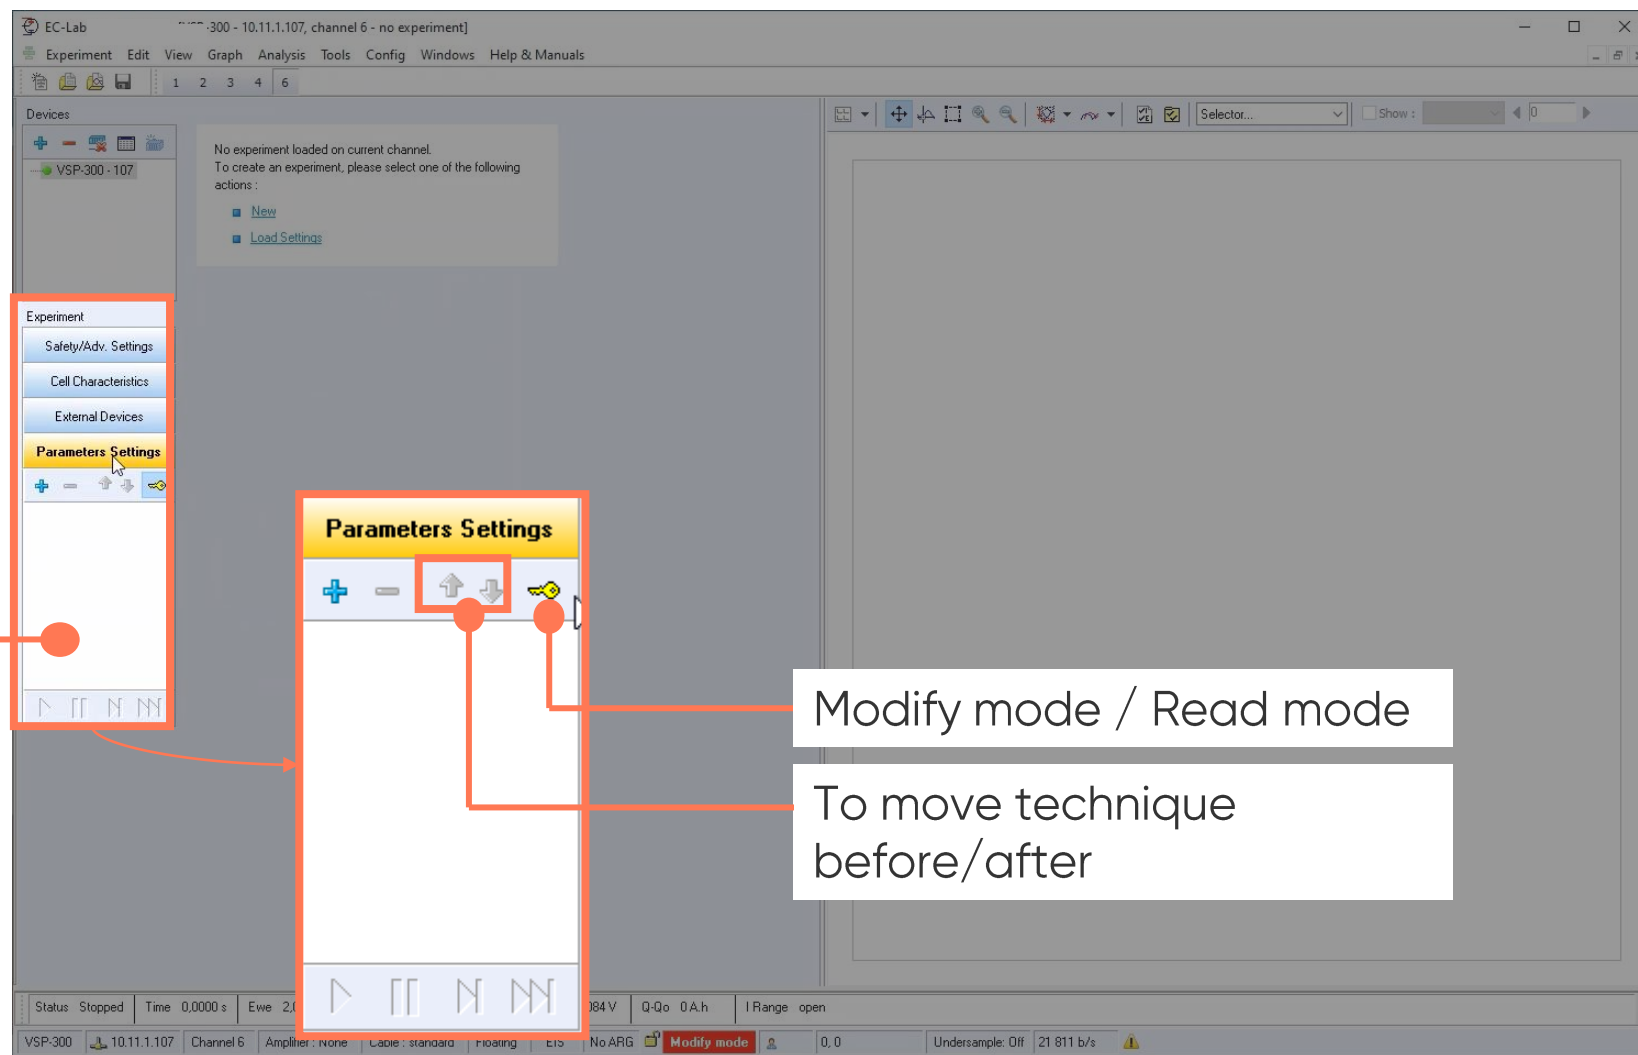 EC-Lab
-300 - 10.11.1.107, channel 6 - no experiment]
Experiment Edit View Graph Analysis Tools Config Windows Help & Manuals
1 2 3 4 6
Devices
Selector...
Show :
0
No experiment loaded on current channel.
To create an experiment, please select one of the following
actions :
VSP-300 - 107
New
Load Settings
Experiment
Safety/Adv. Settings
Cell Characteristics
External Devices
Parameters Settings
Parameters Settings
Modify mode / Read mode
To move technique
before/after
Status Stopped Time 0,0000 s Ewe 2,0 084 V Q-Qo 0 A.h I Range open
VSP-300 10.11.1.107 Channel 6 Amplifier : None Cable : standard Floating EIS No ARG Modify mode 0, 0 Undersample: Off 21 811 b/s